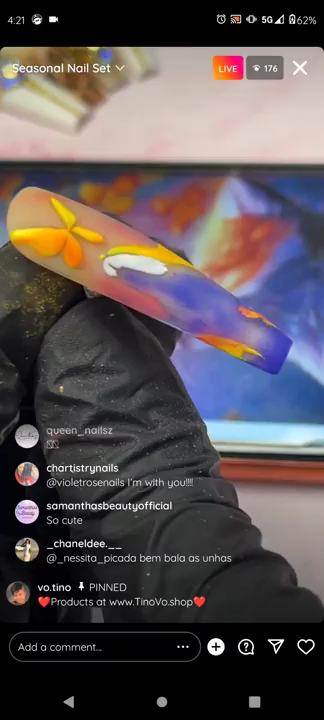 4:21
5G 62%
Seasonal Nail Set
LIVE
176
queen_nailsz
chartistrynails
@violetrosenails I'm with you!!!!
samanthasbeautyofficial
So cute
_chaneldee.__
@_nessita_picada bem bala as unhas
vo.tino PINNED
❤️Products at www.TinoVo.shop❤️
Add a comment...